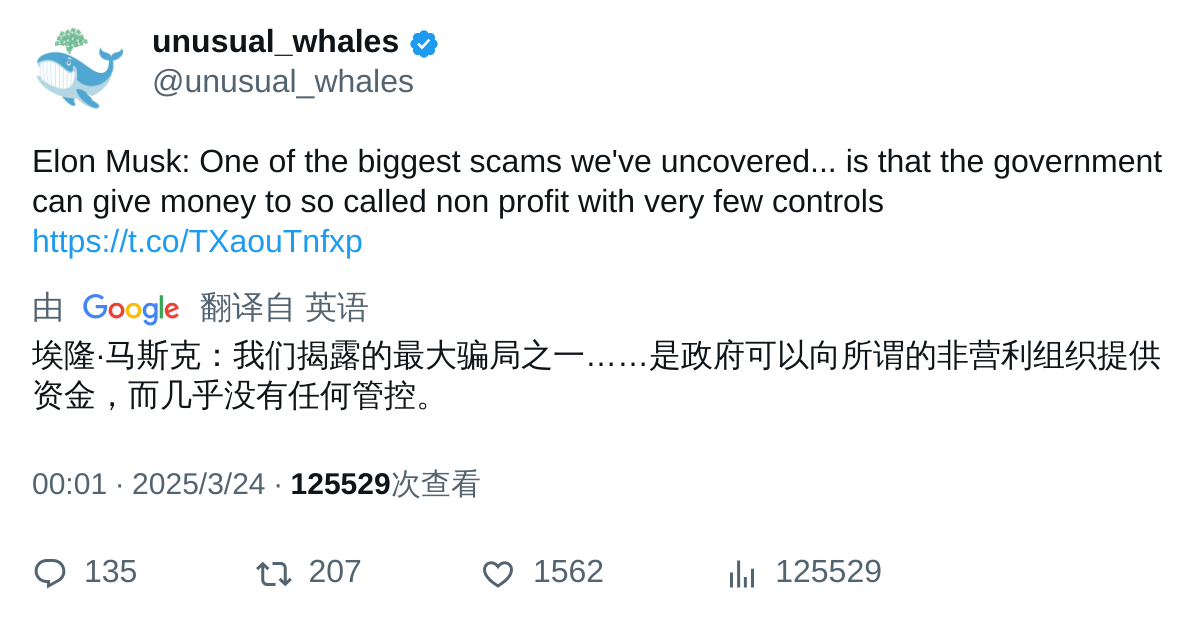 unusual_whales
@unusual_whales
Elon Musk: One of the biggest scams we've uncovered... is that the government
can give money to so called non profit with very few controls
https://t.co/TXaouTnfxp
由 Google 翻译自 英语
埃隆·马斯克：我们揭露的最大骗局之一……是政府可以向所谓的非营利组织提供
资金，而几乎没有任何管控。
00:01 · 2025/3/24 · 125529次查看
135 207 1562 125529